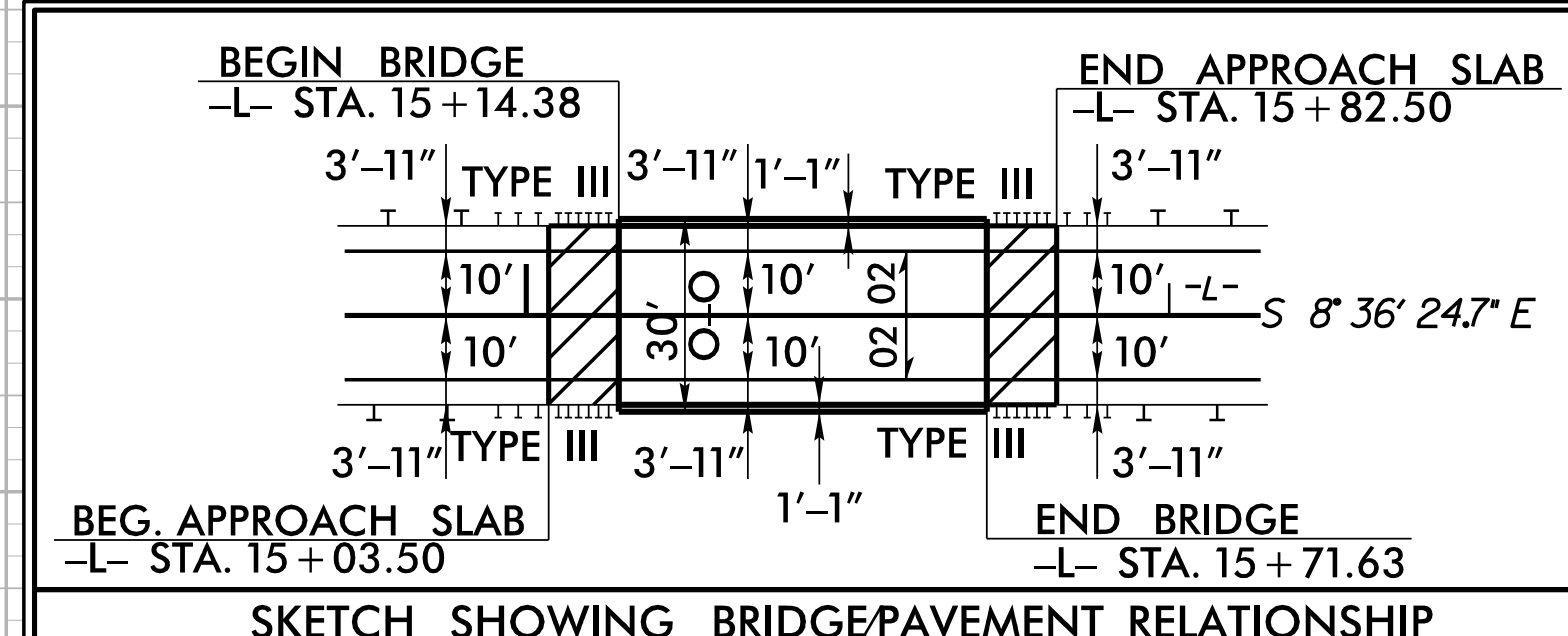 BEGIN BRIDGE
-L- STA. 15+14.38
END APPROACH SLAB
-L- STA. 15+82.50
3'-11" TYPE III 3'-11" 1'-1" TYPE III 3'-11"
10' 10' 02 10' -L-
30' O-O
S 8° 36' 24.7" E
10' 10' 02 10'
3'-11" TYPE III 3'-11" TYPE III 3'-11"
1'-1"
BEG. APPROACH SLAB
-L- STA. 15+03.50
END BRIDGE
-L- STA. 15+71.63
SKETCH SHOWING BRIDGE/PAVEMENT RELATIONSHIP